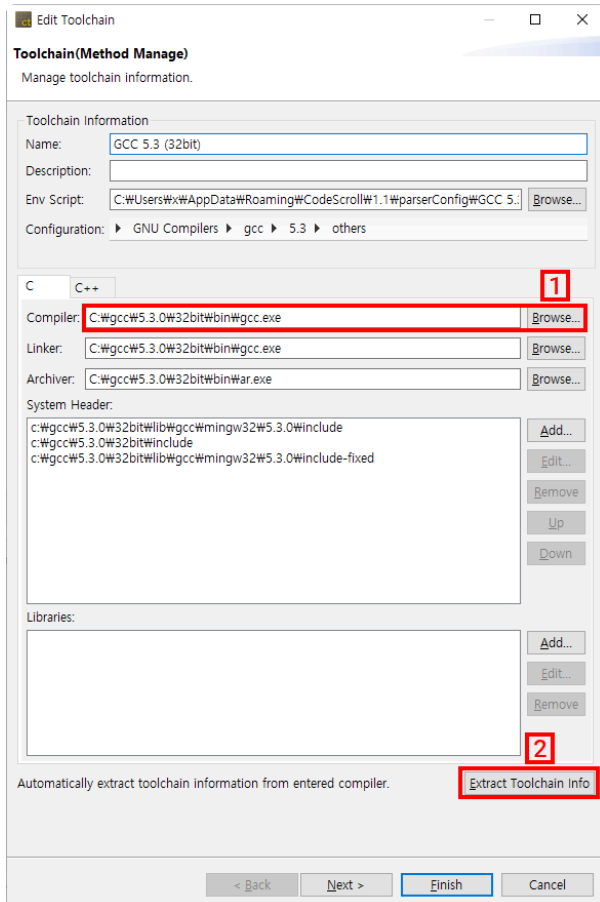 ct Edit Toolchain
Toolchain(Method Manage)
Manage toolchain information.
Toolchain Information
Name: GCC 5.3 (32bit)
Description:
Env Script: C:₩Users₩x₩AppData₩Roaming₩CodeScroll₩1.1₩parserConfig₩GCC 5.: Browse...
Configuration: GNU Compilers gcc 5.3 others
C C++
1
Compiler: C:₩gcc₩5.3.0₩32bit₩bin₩gcc.exe Browse...
Linker: C:₩gcc₩5.3.0₩32bit₩bin₩gcc.exe Browse...
Archiver: C:₩gcc₩5.3.0₩32bit₩bin₩ar.exe Browse...
System Header:
c:₩gcc₩5.3.0₩32bit₩lib₩gcc₩mingw32₩5.3.0₩include
c:₩gcc₩5.3.0₩32bit₩include
c:₩gcc₩5.3.0₩32bit₩lib₩gcc₩mingw32₩5.3.0₩include-fixed
Add...
Edit...
Remove
Up
Down
Libraries:
Add...
Edit...
Remove
2
Automatically extract toolchain information from entered compiler. Extract Toolchain Info
< Back Next > Finish Cancel